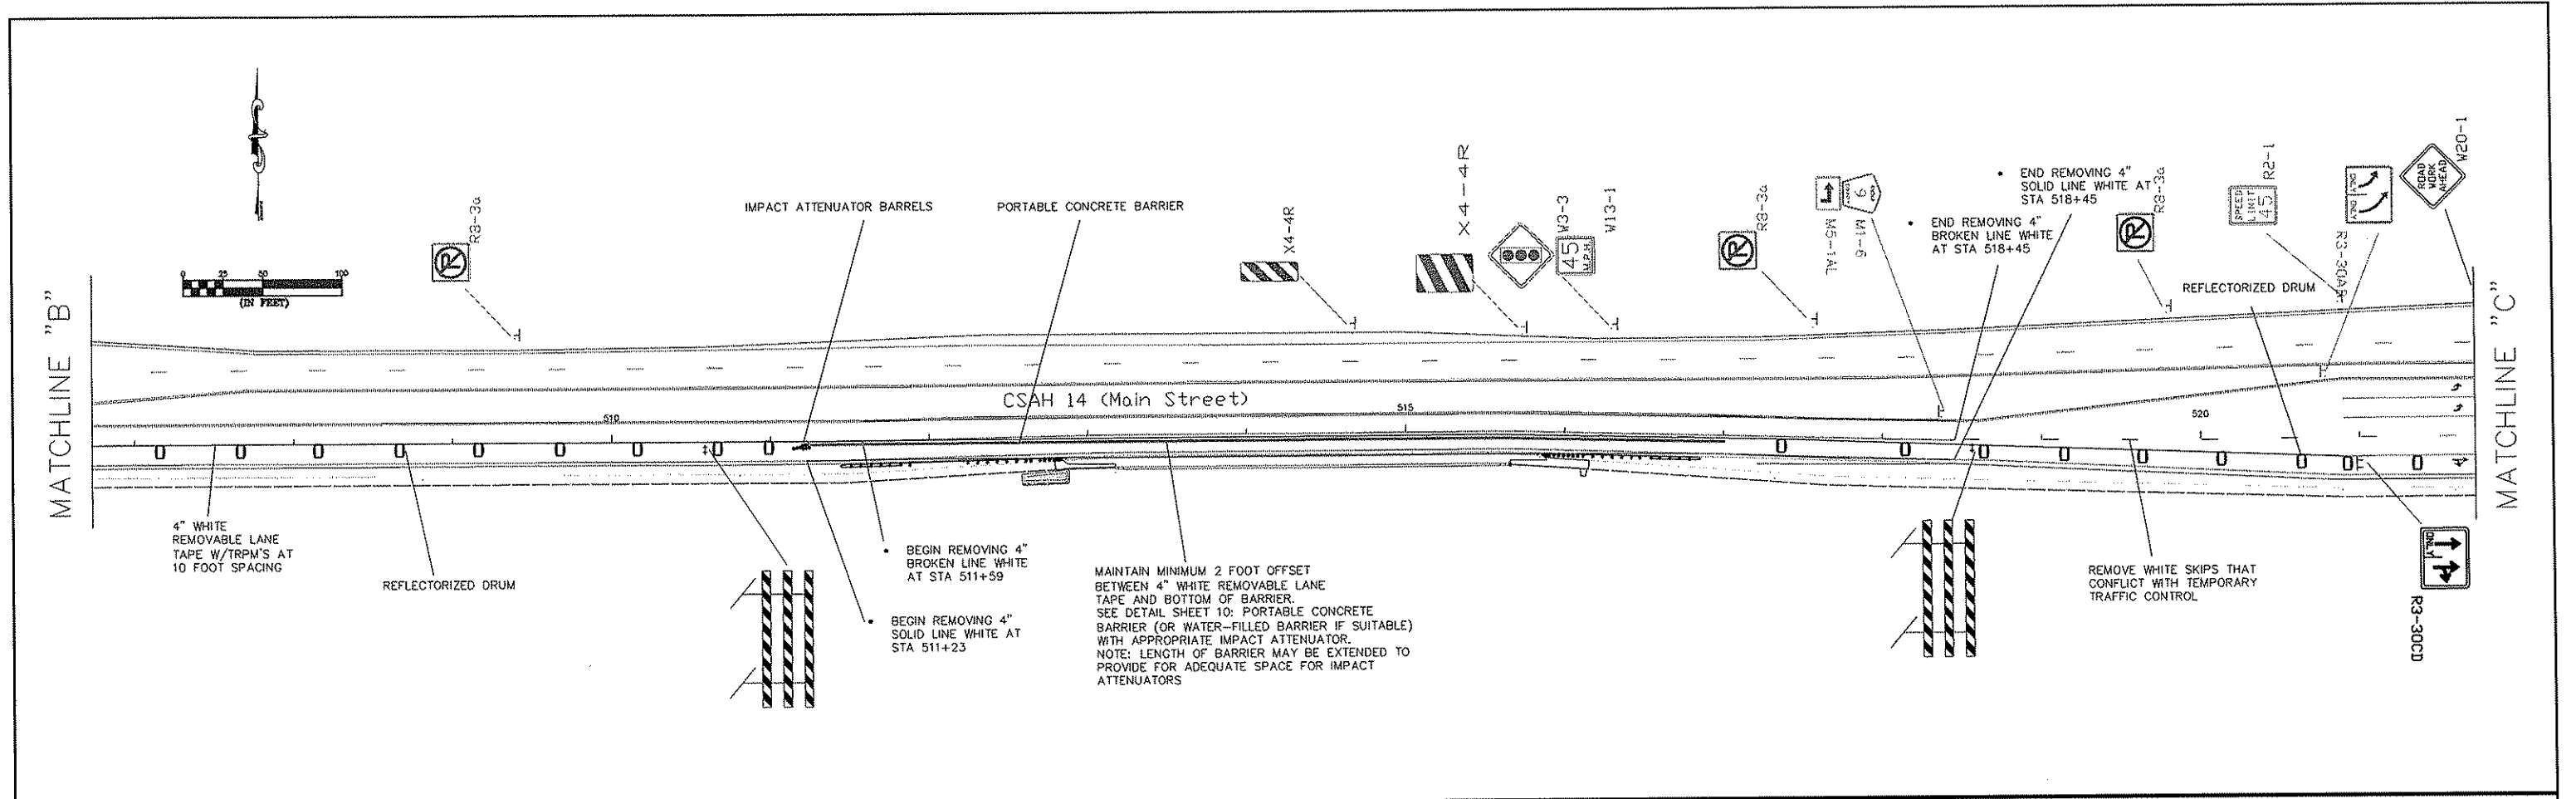 MATCHLINE "B"
0 25 50 100
(IN FEET)
R8-3a
IMPACT ATTENUATOR BARRELS
PORTABLE CONCRETE BARRIER
X4-4R
X4-4R
W3-3
45
M.P.H.
W13-1
R8-3a
M5-1AL
6
M1-6
• END REMOVING 4"
SOLID LINE WHITE AT
STA 518+45
• END REMOVING 4"
BROKEN LINE WHITE
AT STA 518+45
R8-3a
SPEED
LIMIT
45
R2-1
REFLECTORIZED DRUM
ONLY
ONLY
ROAD
WORK
AHEAD
W20-1
MATCHLINE "C"
CSAH 14 (Main Street)
510
515
520
4" WHITE
REMOVABLE LANE
TAPE W/TRPM'S AT
10 FOOT SPACING
REFLECTORIZED DRUM
• BEGIN REMOVING 4"
BROKEN LINE WHITE
AT STA 511+59
• BEGIN REMOVING 4"
SOLID LINE WHITE AT
STA 511+23
MAINTAIN MINIMUM 2 FOOT OFFSET
BETWEEN 4" WHITE REMOVABLE LANE
TAPE AND BOTTOM OF BARRIER.
SEE DETAIL SHEET 10: PORTABLE CONCRETE
BARRIER (OR WATER-FILLED BARRIER IF SUITABLE)
WITH APPROPRIATE IMPACT ATTENUATOR.
NOTE: LENGTH OF BARRIER MAY BE EXTENDED TO
PROVIDE FOR ADEQUATE SPACE FOR IMPACT
ATTENUATORS
REMOVE WHITE SKIPS THAT
CONFLICT WITH TEMPORARY
TRAFFIC CONTROL
ONLY
R3-30CD